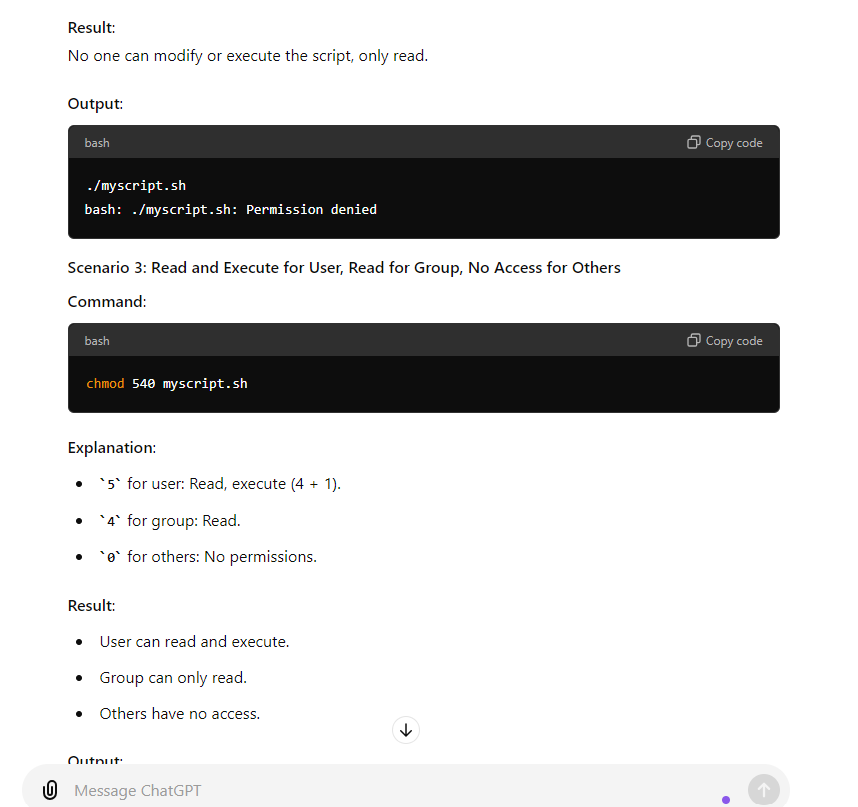 Result:
No one can modify or execute the script, only read.
Output:
bash
Copy code
./myscript.sh
bash: ./myscript.sh: Permission denied
Scenario 3: Read and Execute for User, Read for Group, No Access for Others
Command:
bash
Copy code
chmod 540 myscript.sh
Explanation:
• `5` for user: Read, execute (4 + 1).
• `4` for group: Read.
• `0` for others: No permissions.
Result:
• User can read and execute.
• Group can only read.
• Others have no access.
Output:
Message ChatGPT